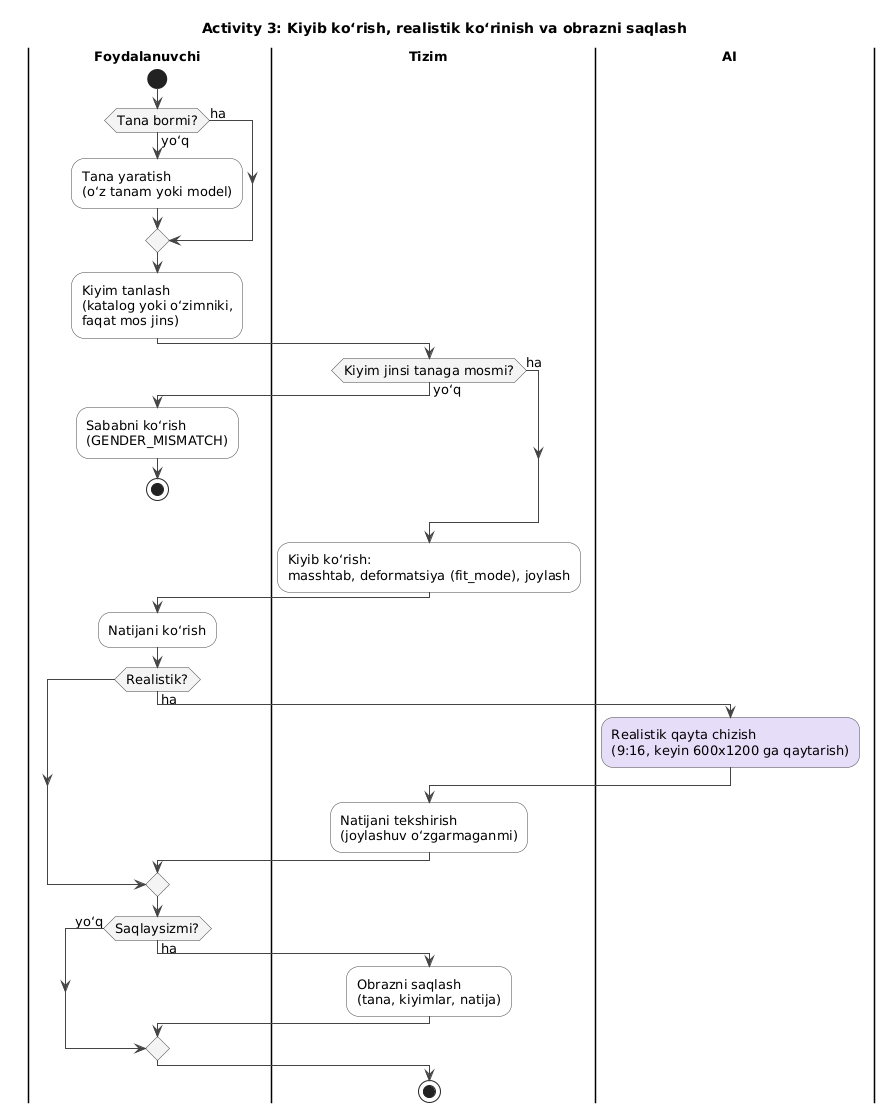 Activity 3: Kiyib koʻrish, realistik koʻrinish va obrazni saqlash
Foydalanuvchi
Tizim
AI
Tana bormi?
ha
yoʻq
Tana yaratish
(oʻz tanam yoki model)
Kiyim tanlash
(katalog yoki oʻzimniki,
faqat mos jins)
Kiyim jinsi tanaga mosmi?
ha
yoʻq
Sababni koʻrish
(GENDER_MISMATCH)
Kiyib koʻrish:
masshtab, deformatsiya (fit_mode), joylash
Natijani koʻrish
Realistik?
ha
Realistik qayta chizish
(9:16, keyin 600x1200 ga qaytarish)
Natijani tekshirish
(joylashuv oʻzgarmaganmi)
yoʻq
Saqlaysizmi?
ha
Obrazni saqlash
(tana, kiyimlar, natija)